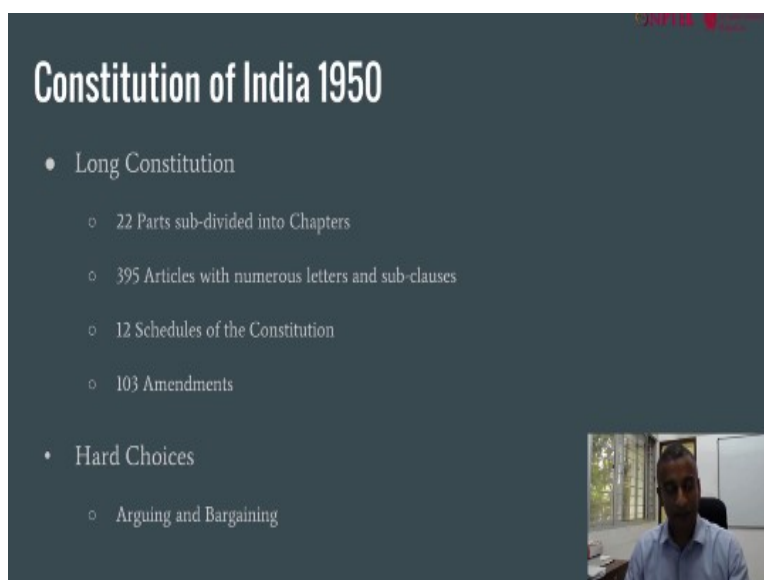 NPTEL
Constitution of India 1950
Long Constitution
22 Parts sub-divided into Chapters
395 Articles with numerous letters and sub-clauses
12 Schedules of the Constitution
103 Amendments
Hard Choices
Arguing and Bargaining